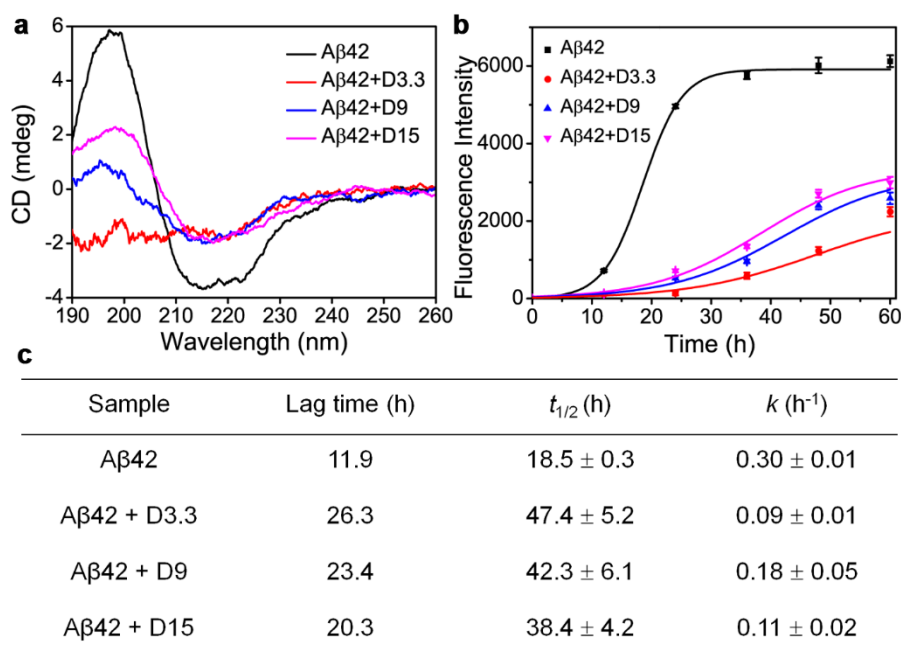 a
6
4
2
0
-2
-4
CD (mdeg)
Aβ42
Aβ42+D3.3
Aβ42+D9
Aβ42+D15
190 200 210 220 230 240 250 260
Wavelength (nm)
b
6000
4000
2000
0
Fluorescence Intensity
Aβ42
Aβ42+D3.3
Aβ42+D9
Aβ42+D15
0 12 24 36 48 60
Time (h)
c
Sample Lag time (h) t1/2 (h) k (h-1)
Aβ42 11.9 18.5 ± 0.3 0.30 ± 0.01
Aβ42 + D3.3 26.3 47.4 ± 5.2 0.09 ± 0.01
Aβ42 + D9 23.4 42.3 ± 6.1 0.18 ± 0.05
Aβ42 + D15 20.3 38.4 ± 4.2 0.11 ± 0.02